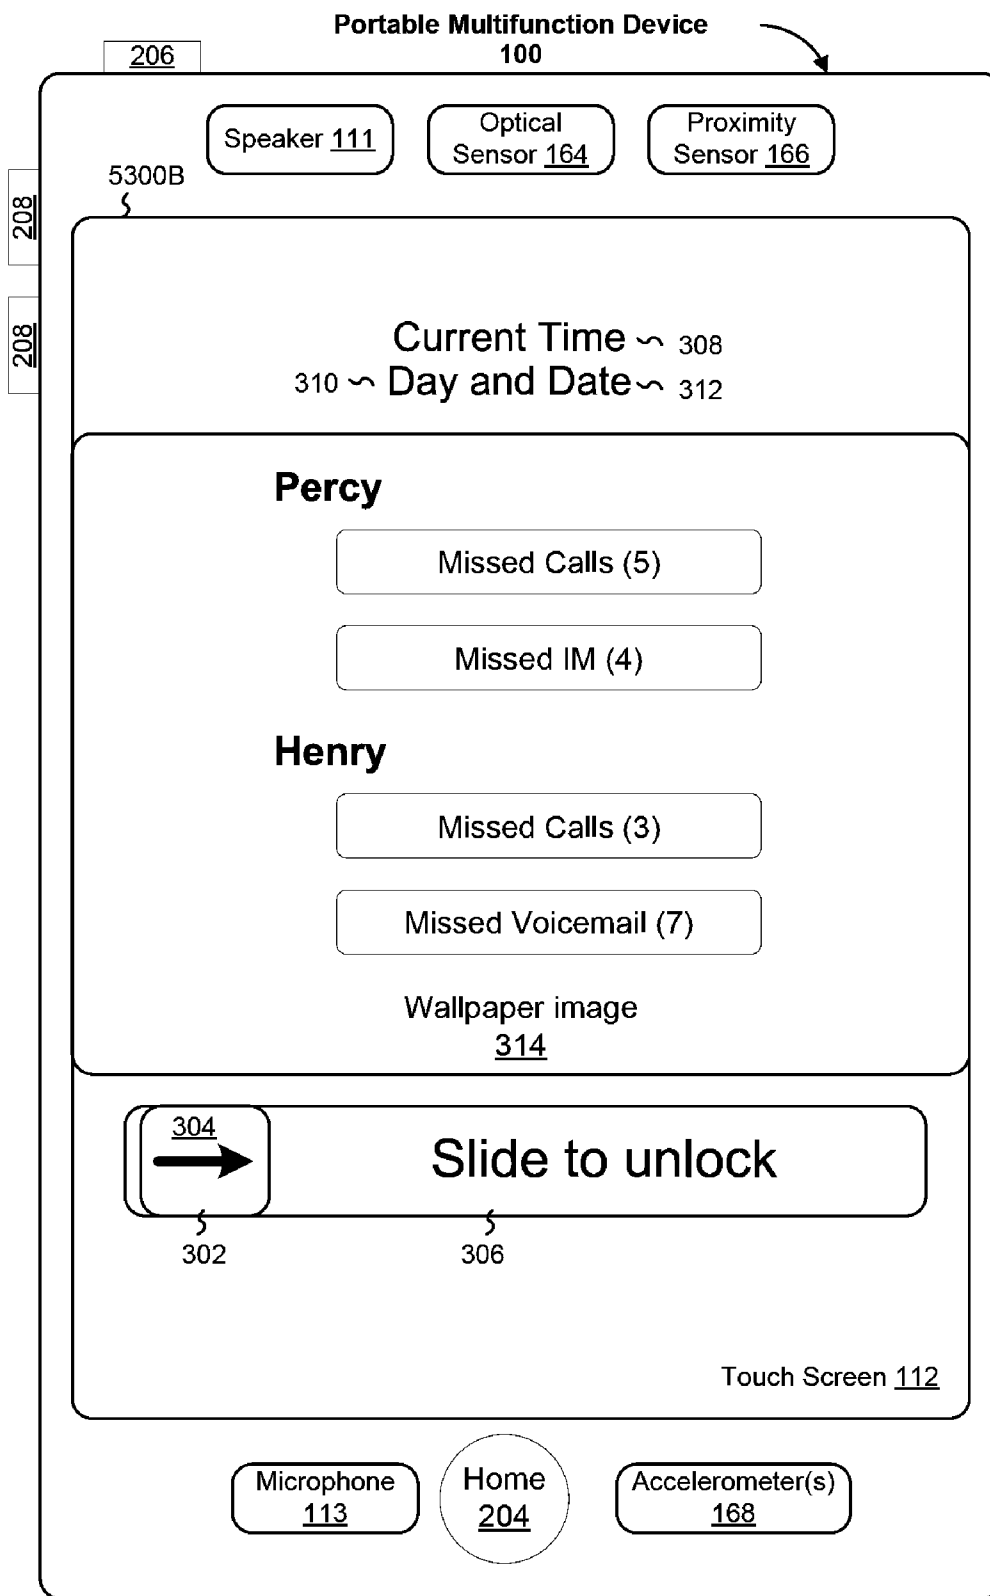 Portable Multifunction Device
100
206
Speaker 111
Optical
Sensor 164
Proximity
Sensor 166
5300B
208
208
Current Time 308
310 Day and Date 312
Percy
Missed Calls (5)
Missed IM (4)
Henry
Missed Calls (3)
Missed Voicemail (7)
Wallpaper image
314
304
Slide to unlock
302
306
Touch Screen 112
Microphone
113
Home
204
Accelerometer(s)
168